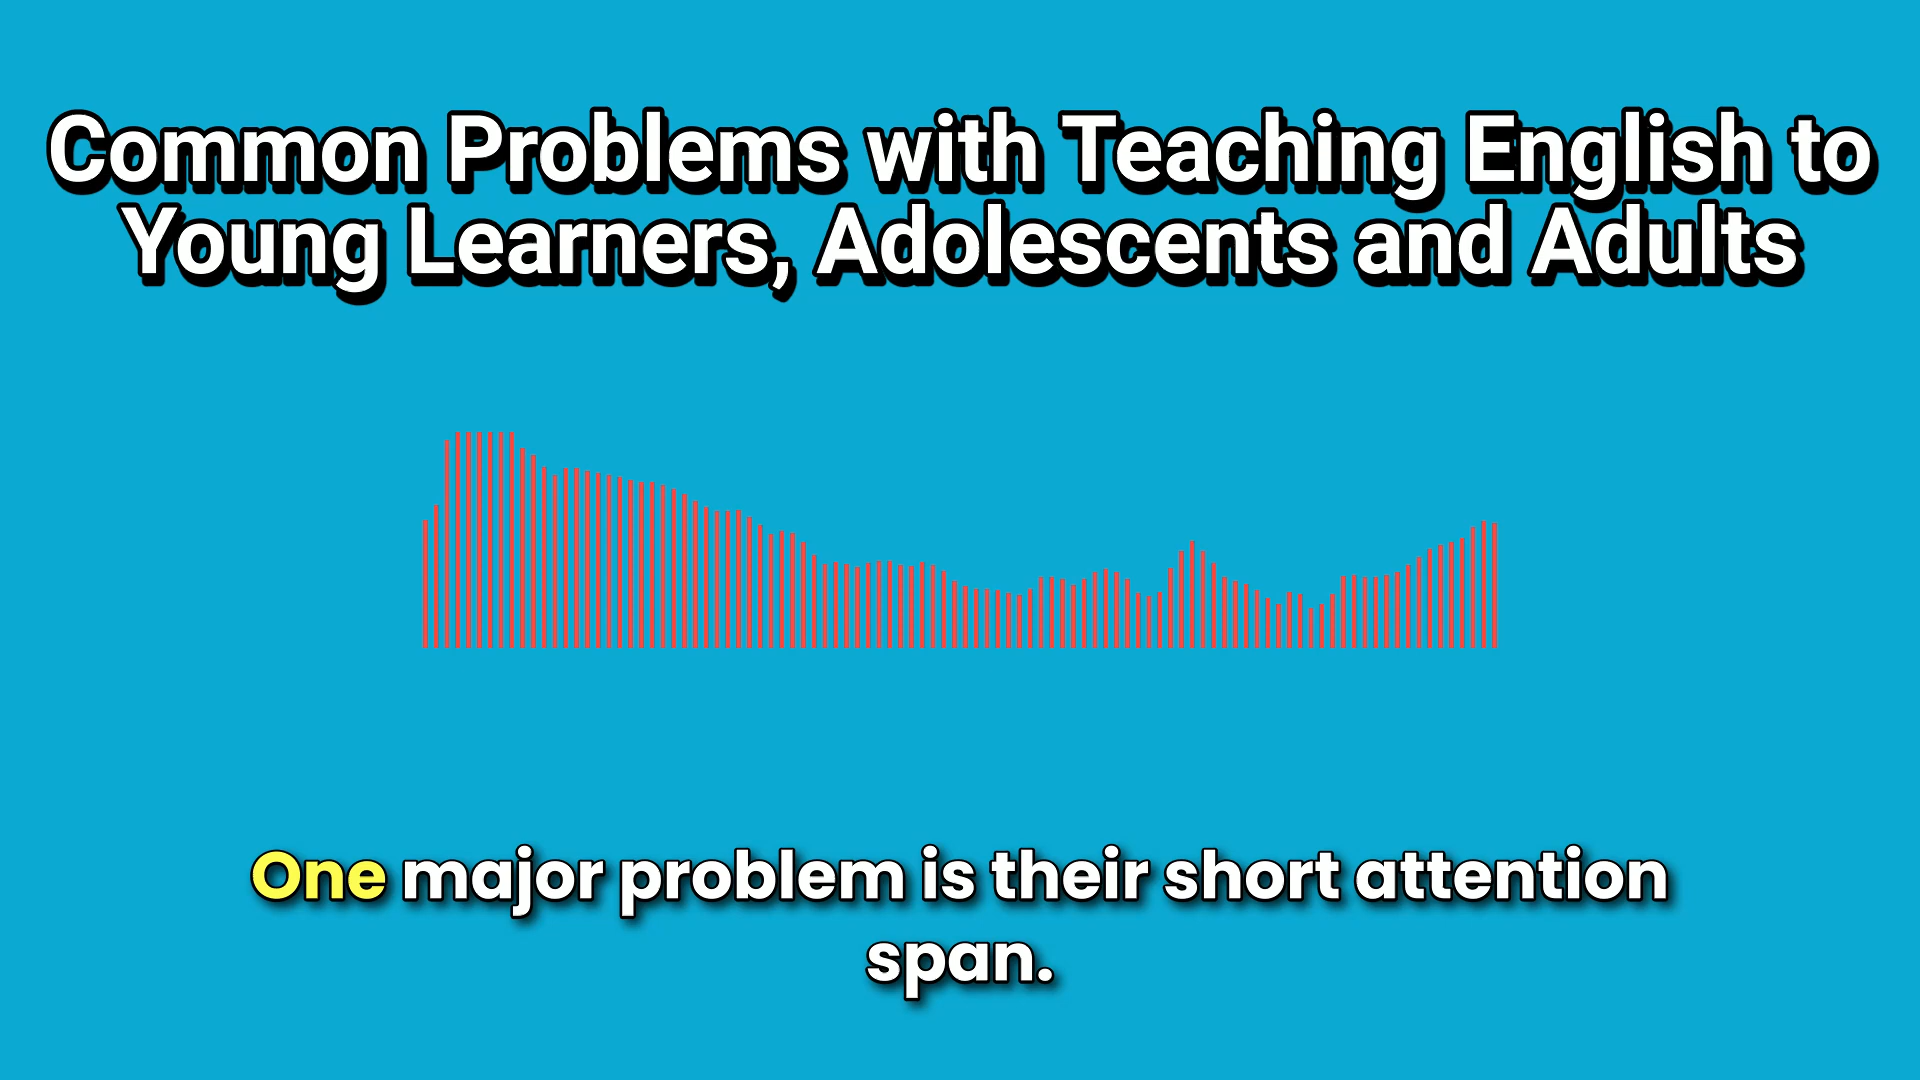 Common Problems with Teaching English to
Young Learners, Adolescents and Adults
One major problem is their short attention
span.